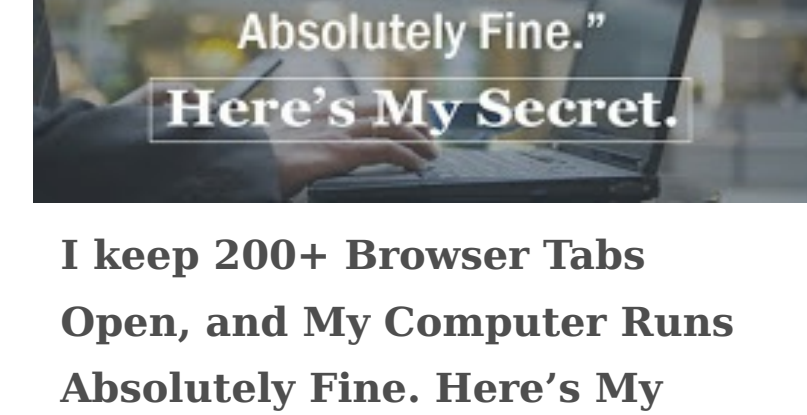 Absolutely Fine.”
Here’s My Secret.
I keep 200+ Browser Tabs
Open, and My Computer Runs
Absolutely Fine. Here’s My